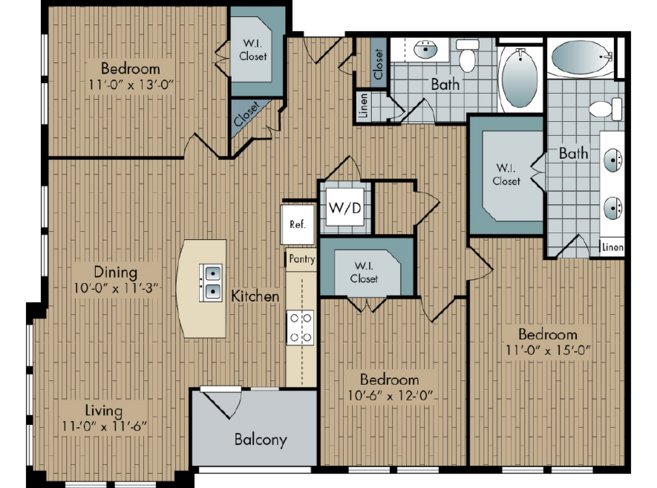 Bedroom
11'-0" x 13'-0"
W.I.
Closet
Closet
Closet
Linen
Bath
Bath
W.I.
Closet
Linen
W/D
Ref.
Pantry
W.I.
Closet
Dining
10'-0" x 11'-3"
Kitchen
Bedroom
11'-0" x 15'-0"
Bedroom
10'-6" x 12'-0"
Living
11'-0" x 11'-6"
Balcony